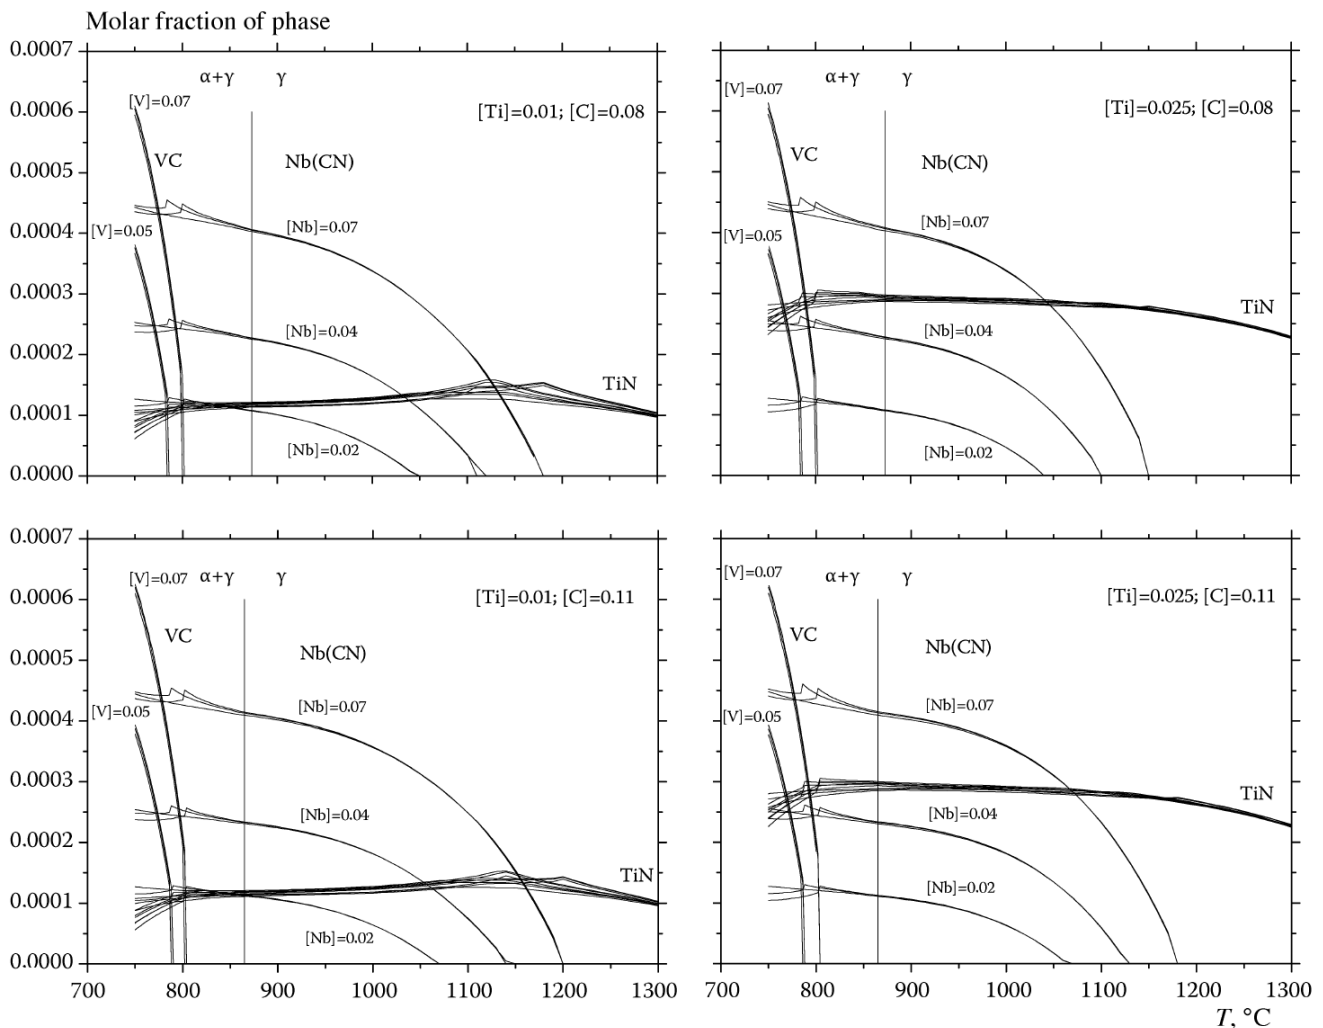 Molar fraction of phase
0.0007
0.0006
0.0005
0.0004
0.0003
0.0002
0.0001
0.0000
α+γ γ
[Ti]=0.01; [C]=0.08
[V]=0.07
VC
Nb(CN)
[V]=0.05
[Nb]=0.07
[Nb]=0.04
TiN
[Nb]=0.02
α+γ γ
[Ti]=0.025; [C]=0.08
[V]=0.07
VC
Nb(CN)
[V]=0.05
[Nb]=0.07
TiN
[Nb]=0.04
[Nb]=0.02
0.0007
0.0006
0.0005
0.0004
0.0003
0.0002
0.0001
0.0000
α+γ γ
[V]=0.07
[Ti]=0.01; [C]=0.11
VC
Nb(CN)
[V]=0.05
[Nb]=0.07
[Nb]=0.04
TiN
[Nb]=0.02
700 800 900 1000 1100 1200 1300
α+γ γ
[V]=0.07
[Ti]=0.025; [C]=0.11
VC
Nb(CN)
[V]=0.05
[Nb]=0.07
TiN
[Nb]=0.04
[Nb]=0.02
700 800 900 1000 1100 1200 1300
T, °C